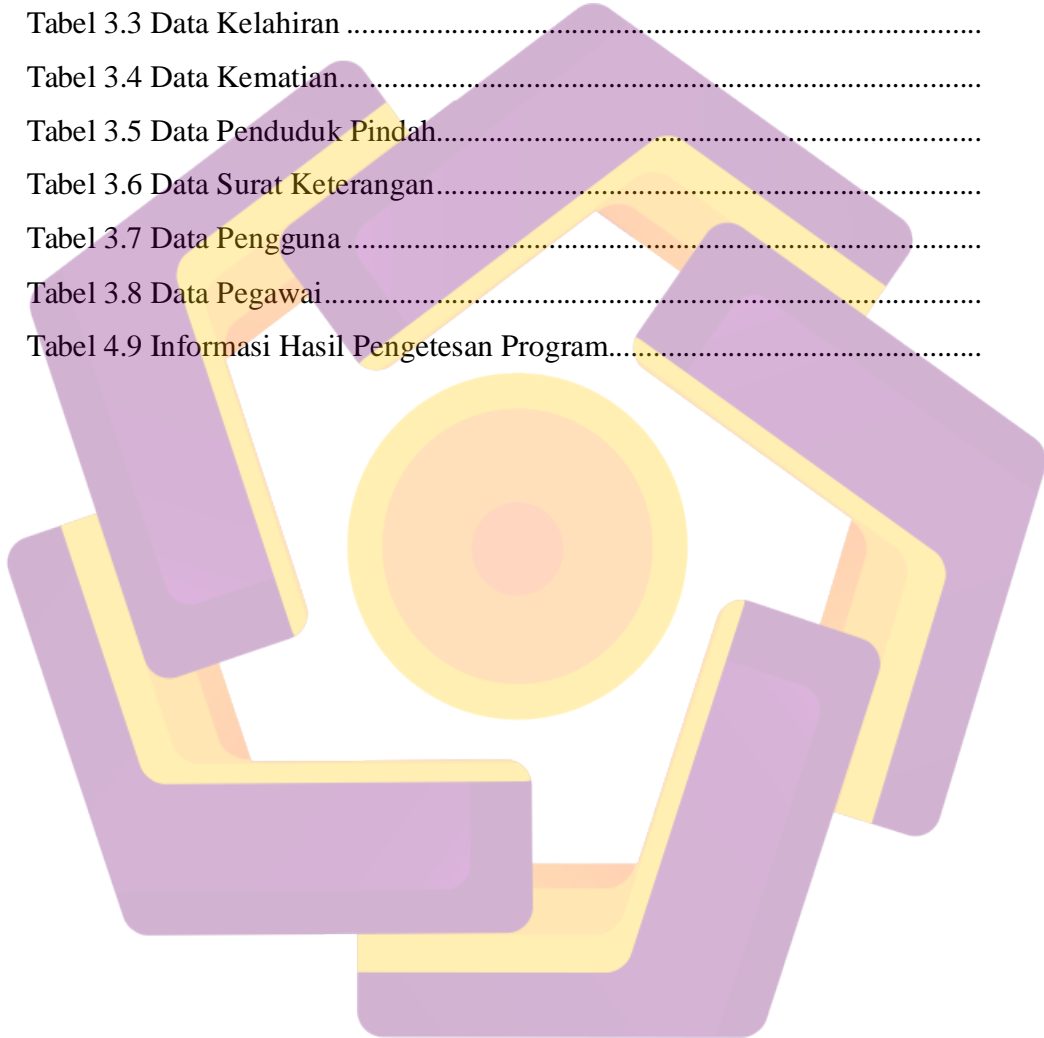 Tabel 3.3 Data Kelahiran ......................................................................
Tabel 3.4 Data Kematian.......................................................................
Tabel 3.5 Data Penduduk Pindah............................................................
Tabel 3.6 Data Surat Keterangan............................................................
Tabel 3.7 Data Pengguna ......................................................................
Tabel 3.8 Data Pegawai.........................................................................
Tabel 4.9 Informasi Hasil Pengetesan Program.........................................